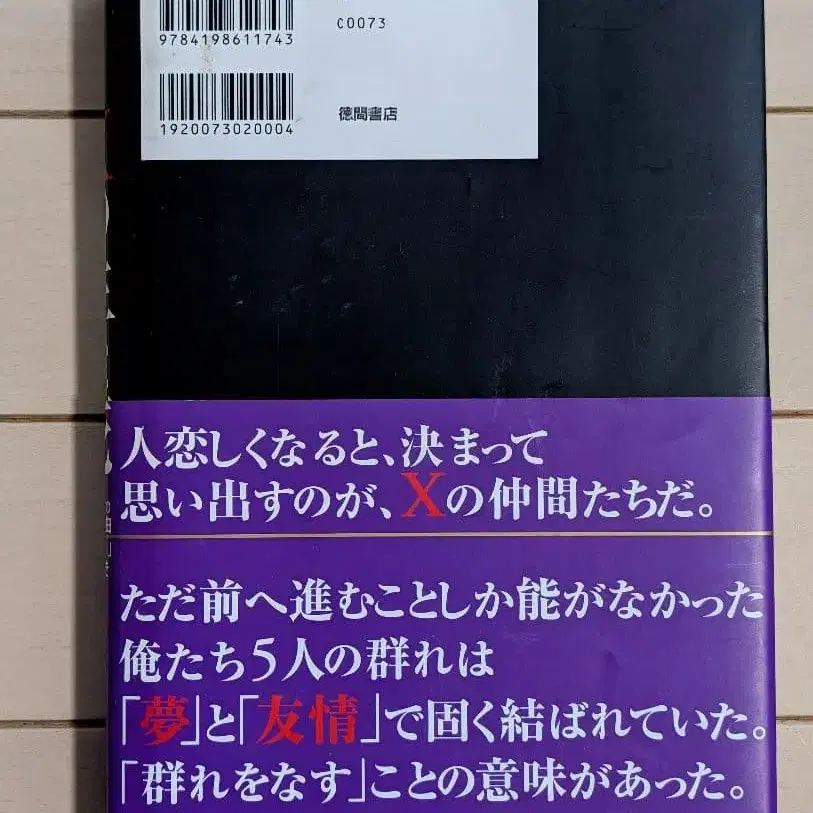 9784198611743
C0073
1920073020004
徳間書店
人恋しくなると、決まって
思い出すのが、Xの仲間たちだ。
ただ前へ進むことしか能がなかった
俺たち5人の群れは
「夢」と「友情」で固く結ばれていた。
「群れをなす」ことの意味があった。